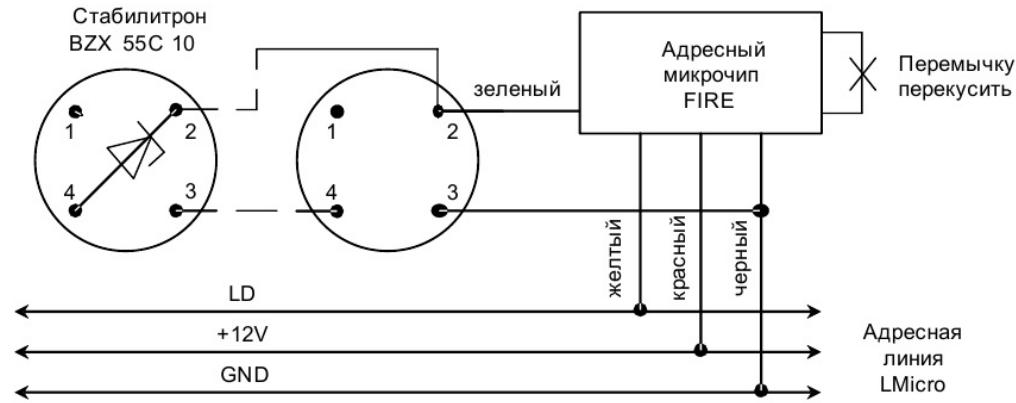 Стабилитрон
BZX 55C 10
1
2
4
3
1
2
4
3
зеленый
Адресный
микрочип
FIRE
Перемычку
перекусить
желтый
красный
черный
LD
+12V
GND
Адресная
линия
LMicro